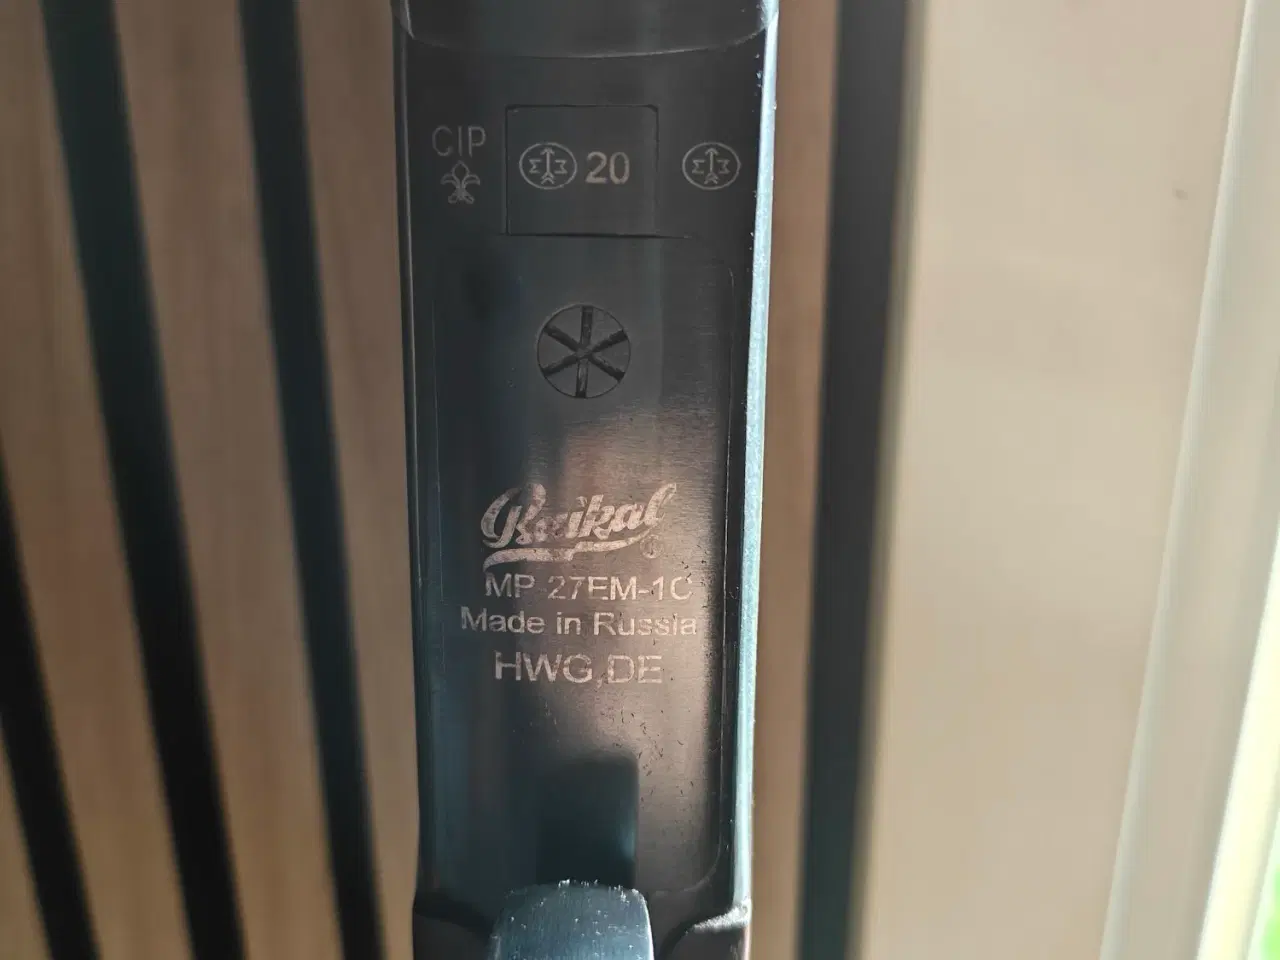 CIP 20
Baikal
MP-27EM-1C
Made in Russia
HWG,DE